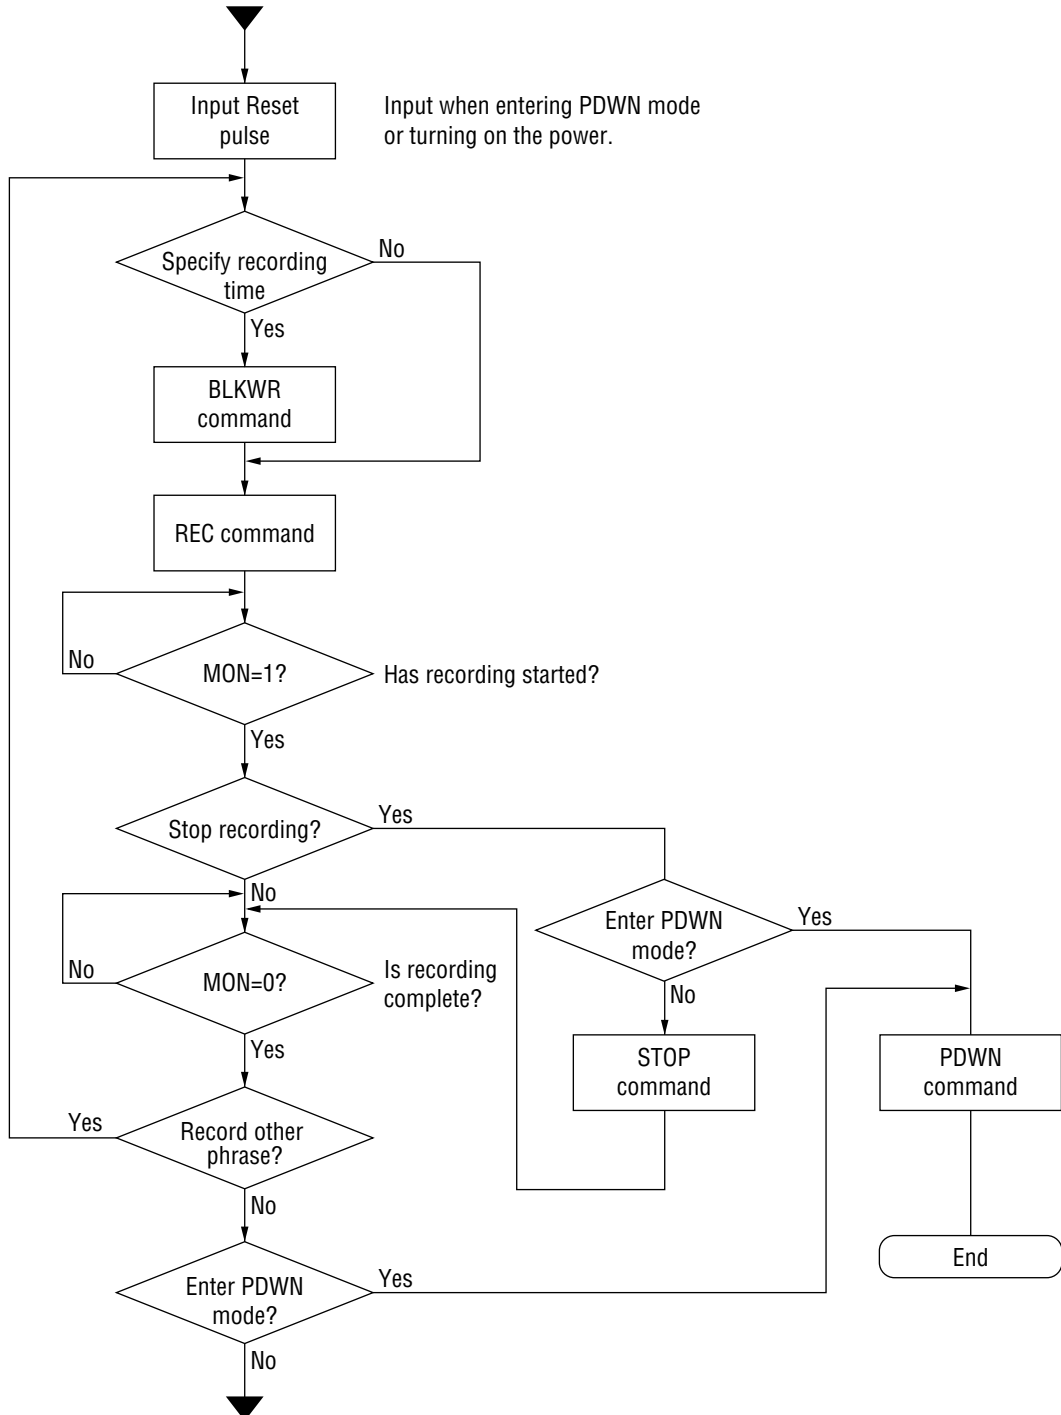 Input Reset
pulse
Input when entering PDWN mode
or turning on the power.
Specify recording
time
No
Yes
BLKWR
command
REC command
No
MON=1?
Has recording started?
Yes
Stop recording?
Yes
No
Enter PDWN
mode?
Yes
No
MON=0?
Is recording
complete?
No
Yes
STOP
command
PDWN
command
Yes
Record other
phrase?
No
End
Enter PDWN
mode?
Yes
No